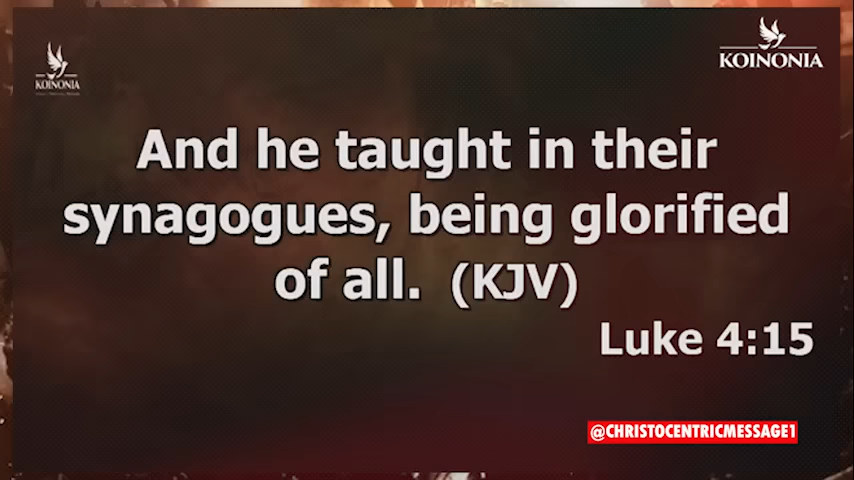 KOINONIA
KOINONIA
And he taught in their
synagogues, being glorified
of all. (KJV)
Luke 4:15
@CHRISTOCENTRICMESSAGE1